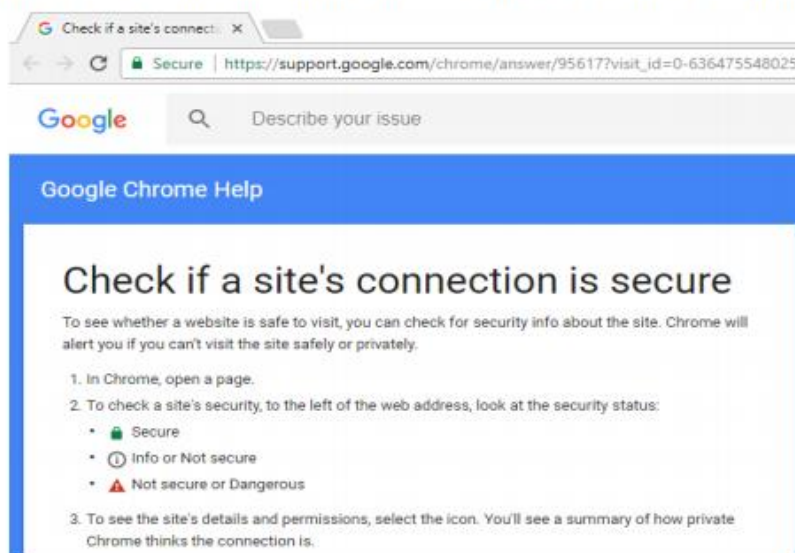 Check if a site's connect
Secure | https://support.google.com/chrome/answer/95617?visit_id=0-636475548025
Google Describe your issue
Google Chrome Help
Check if a site's connection is secure
To see whether a website is safe to visit, you can check for security info about the site. Chrome will
alert you if you can't visit the site safely or privately.
1. In Chrome, open a page.
2. To check a site's security, to the left of the web address, look at the security status:
• Secure
• Info or Not secure
• Not secure or Dangerous
3. To see the site's details and permissions, select the icon. You'll see a summary of how private
Chrome thinks the connection is.